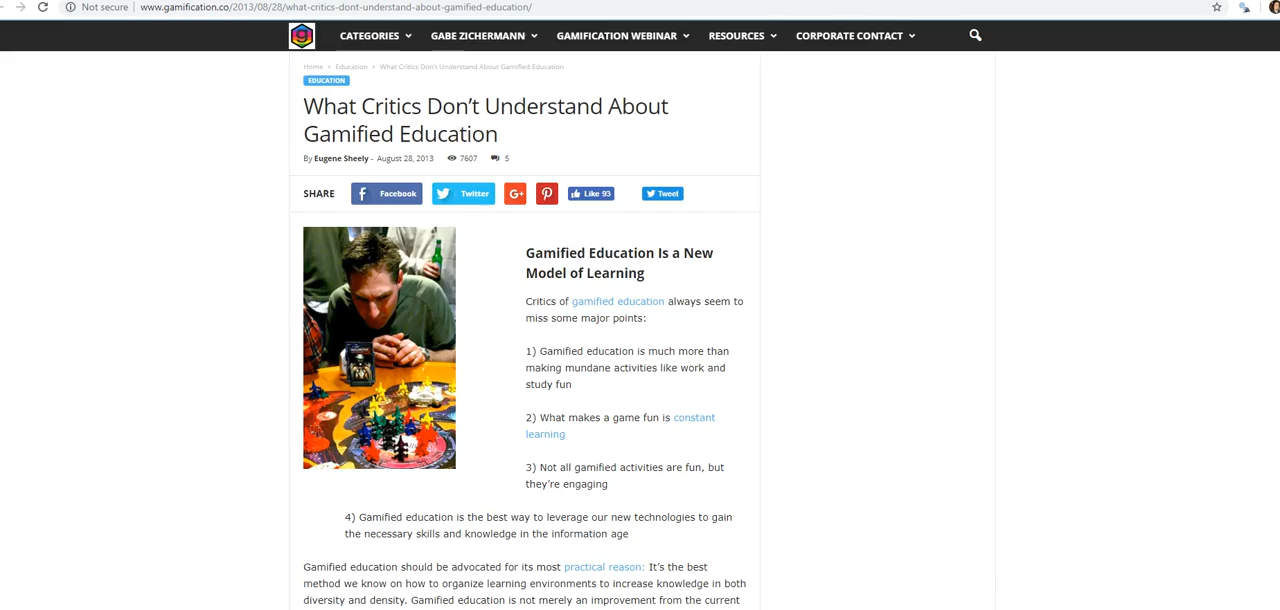 Not secure | www.gamification.co/2013/08/28/what-critics-dont-understand-about-gamified-education/
CATEGORIES GABE ZICHERMANN GAMIFICATION WEBINAR RESOURCES CORPORATE CONTACT
Home › Education › What Critics Don't Understand About Gamified Education
EDUCATION
What Critics Don't Understand About
Gamified Education
By Eugene Sheely - August 28, 2013 7607 5
SHARE Facebook Twitter G+ Like 93 Tweet
Gamified Education Is a New
Model of Learning
Critics of gamified education always seem to
miss some major points:
1) Gamified education is much more than
making mundane activities like work and
study fun
2) What makes a game fun is constant
learning
3) Not all gamified activities are fun, but
they're engaging
4) Gamified education is the best way to leverage our new technologies to gain
the necessary skills and knowledge in the information age
Gamified education should be advocated for its most practical reason: It's the best
method we know on how to organize learning environments to increase knowledge in both
diversity and density. Gamified education is not merely an improvement from the current